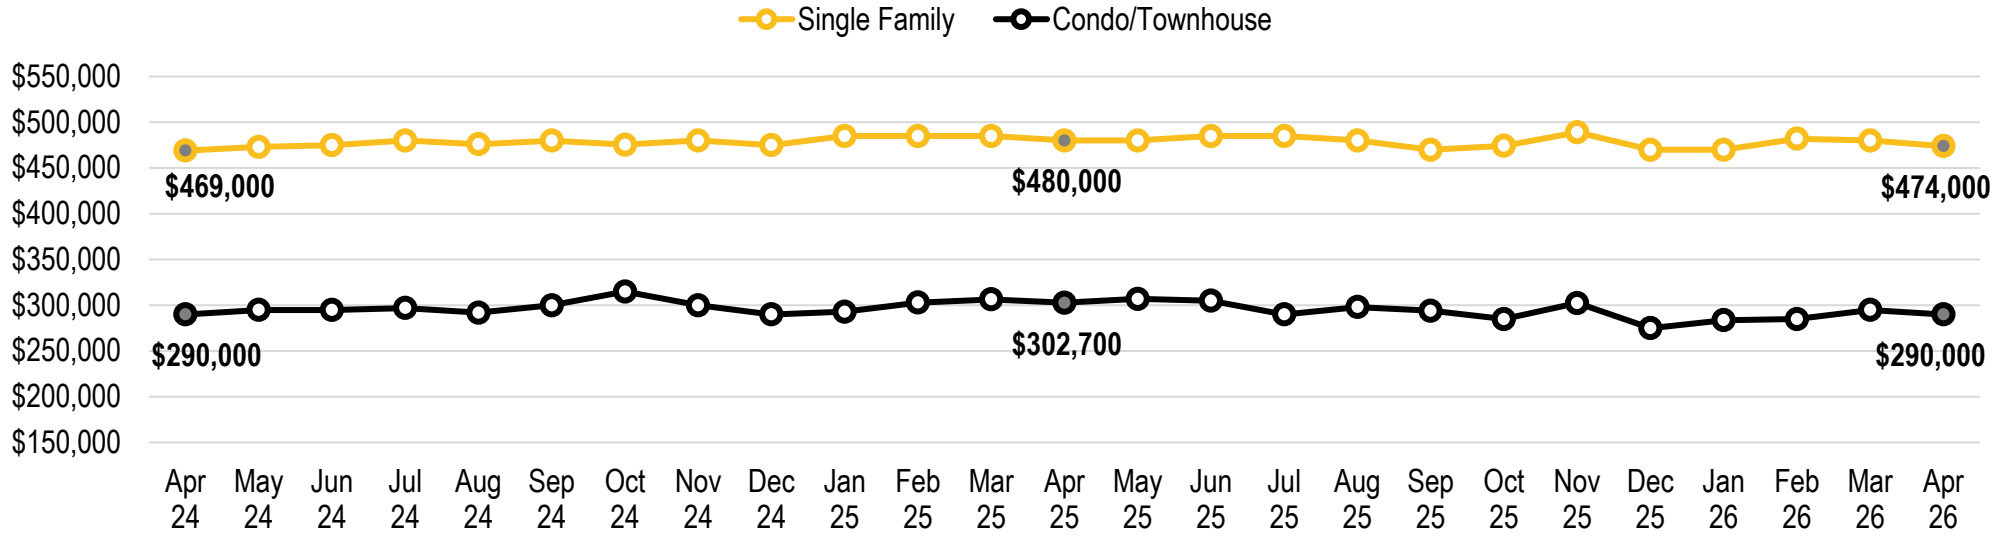 Single Family Condo/Townhouse
$550,000
$500,000
$450,000
$400,000
$350,000
$300,000
$250,000
$200,000
$150,000
$469,000 $480,000 $474,000
$290,000 $302,700 $290,000
Apr May Jun Jul Aug Sep Oct Nov Dec Jan Feb Mar Apr May Jun Jul Aug Sep Oct Nov Dec Jan Feb Mar Apr
24 24 24 24 24 24 24 24 24 25 25 25 25 25 25 25 25 25 25 25 25 26 26 26 26